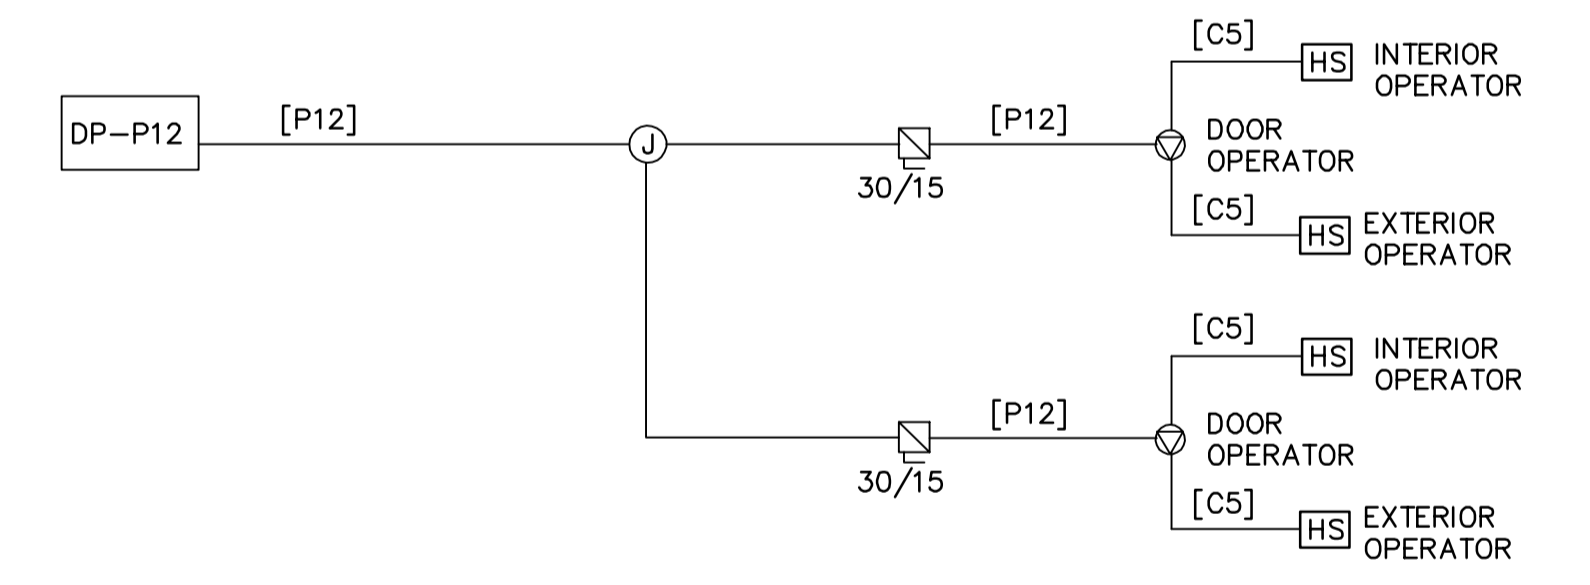 [C5]
HS
INTERIOR
OPERATOR
DP-P12
[P12]
J
30/15
[P12]
DOOR
OPERATOR
[C5]
HS
EXTERIOR
OPERATOR
[C5]
HS
INTERIOR
OPERATOR
30/15
[P12]
DOOR
OPERATOR
[C5]
HS
EXTERIOR
OPERATOR